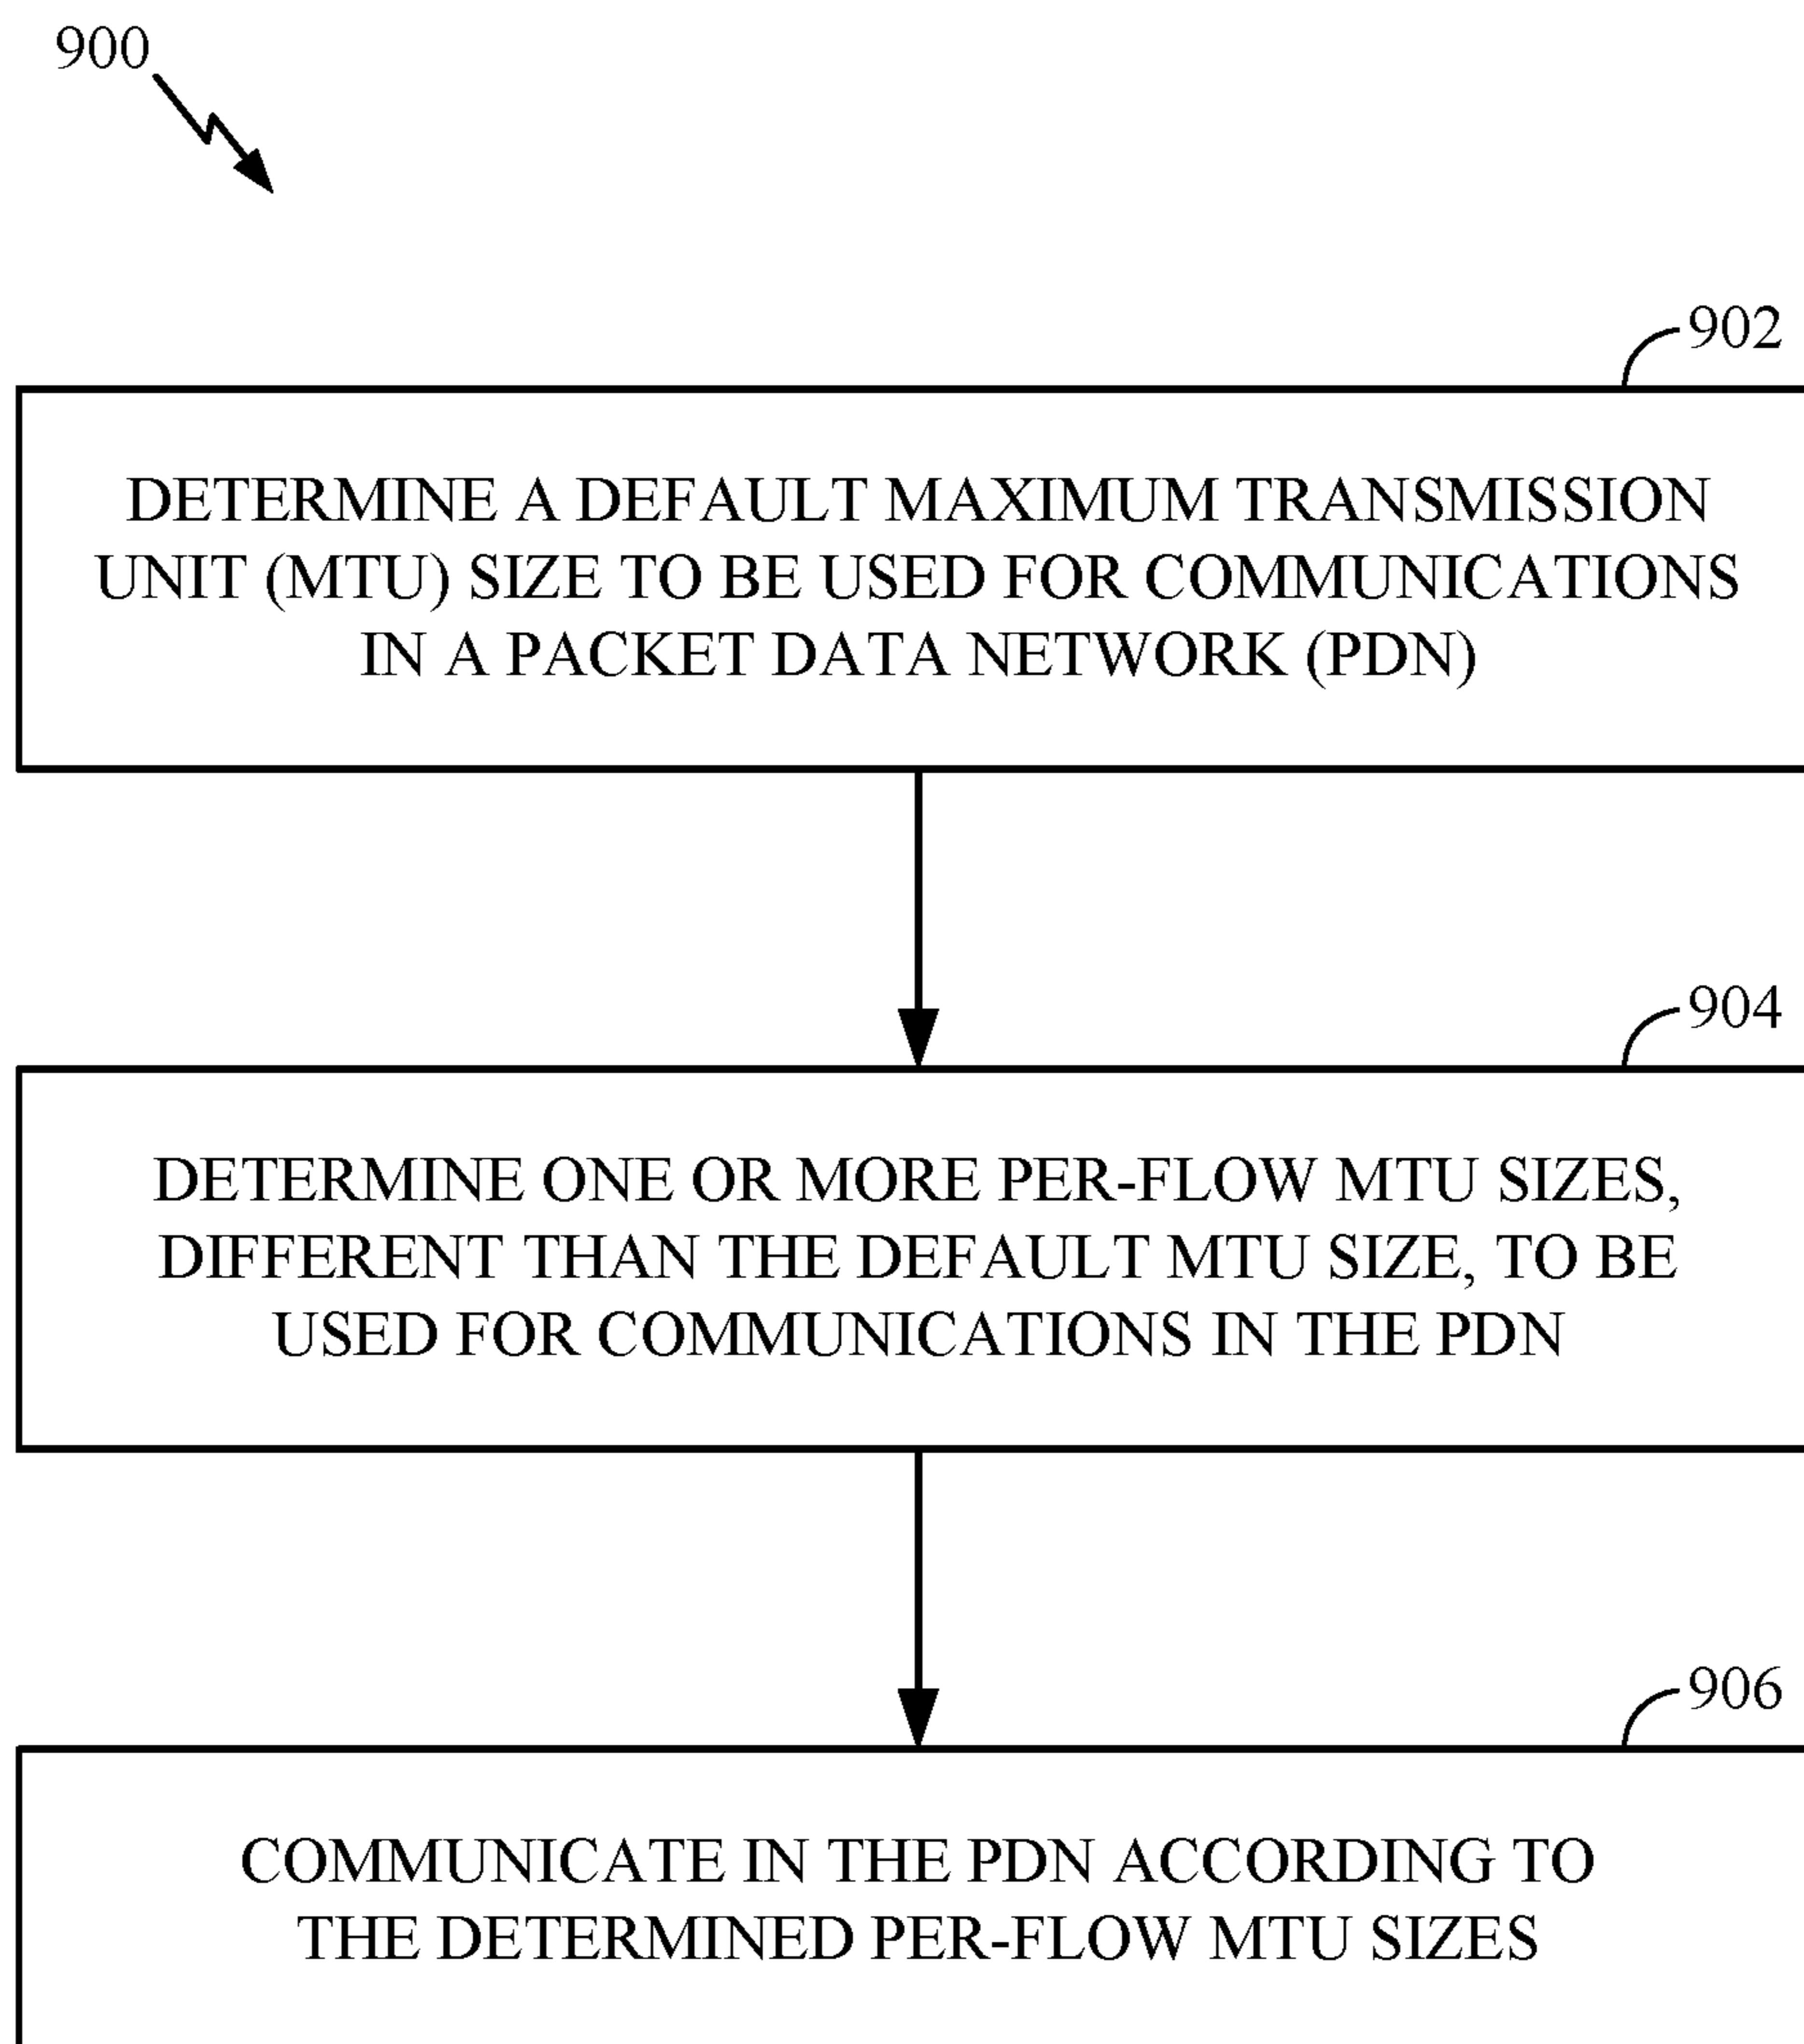 900
902
DETERMINE A DEFAULT MAXIMUM TRANSMISSION
UNIT (MTU) SIZE TO BE USED FOR COMMUNICATIONS
IN A PACKET DATA NETWORK (PDN)
904
DETERMINE ONE OR MORE PER-FLOW MTU SIZES,
DIFFERENT THAN THE DEFAULT MTU SIZE, TO BE
USED FOR COMMUNICATIONS IN THE PDN
906
COMMUNICATE IN THE PDN ACCORDING TO
THE DETERMINED PER-FLOW MTU SIZES